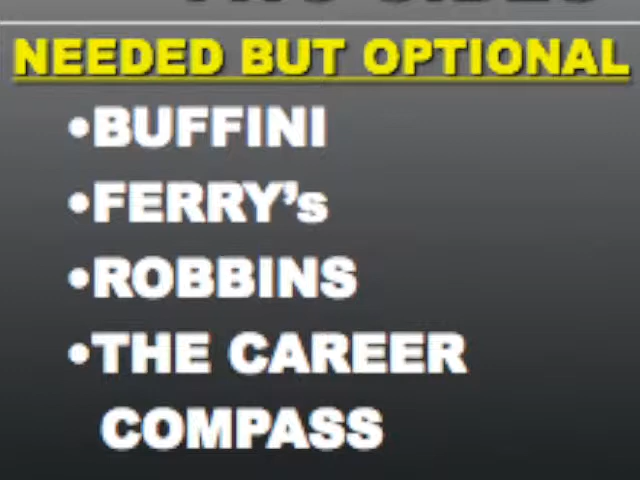 NEEDED BUT OPTIONAL
•BUFFINI
•FERRY’s
•ROBBINS
•THE CAREER
COMPASS